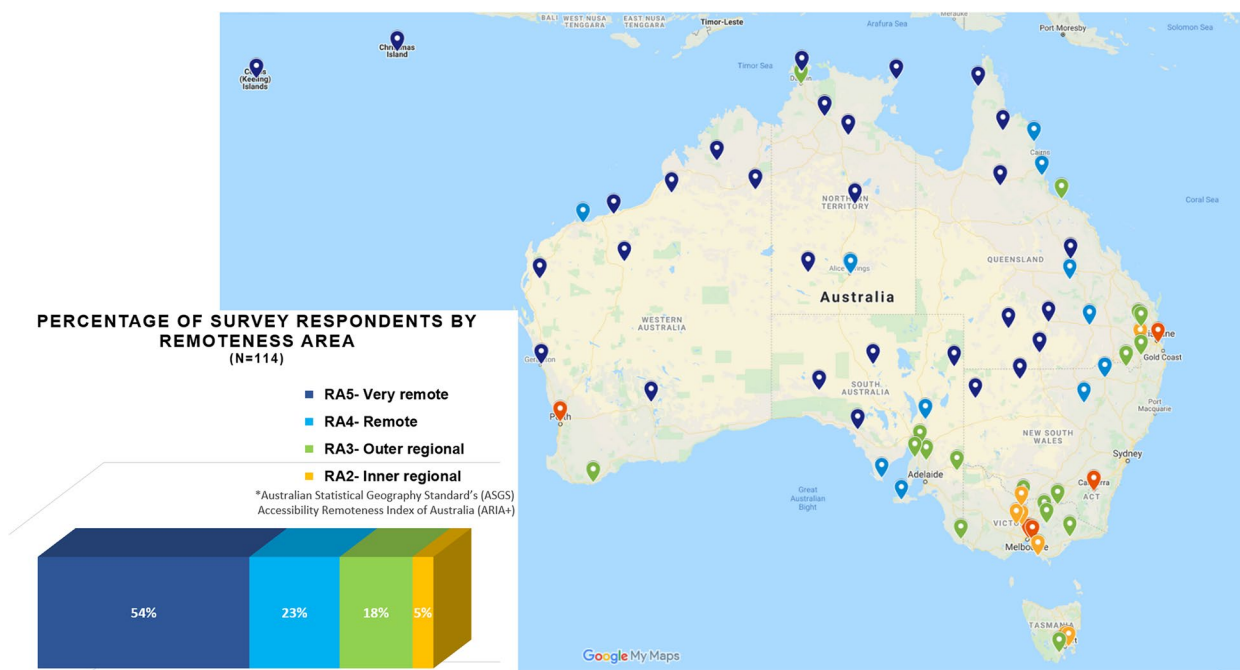 BALI
WEST NUSA
TENGGARA
EAST NUSA
TENGGARA
Timor-Leste
Arafura Sea
Merauke
Port Moresby
Solomon Sea
Christmas
Island
Cocos
(Keeling)
Islands
Timor Sea
Darwin
Cairns
Coral Sea
NORTHERN
TERRITORY
QUEENSLAND
Alice Springs
Australia
WESTERN
AUSTRALIA
Brisbane
Gold Coast
Geraldton
SOUTH
AUSTRALIA
Port
Macquarie
Perth
NEW SOUTH
WALES
Sydney
Adelaide
Canberra
ACT
Great
Australian
Bight
VICTORIA
Melbourne
TASMANIA
Google My Maps
PERCENTAGE OF SURVEY RESPONDENTS BY
REMOTENESS AREA
(N=114)
RA5- Very remote
RA4- Remote
RA3- Outer regional
RA2- Inner regional
*Australian Statistical Geography Standard's (ASGS)
Accessibility Remoteness Index of Australia (ARIA+)
54%
23%
18%
5%